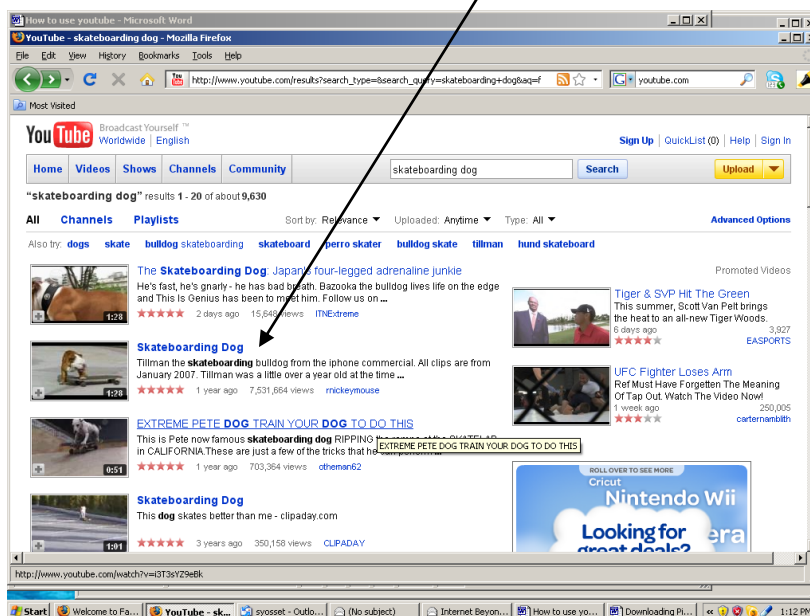 How to use youtube - Microsoft Word
YouTube - skateboarding dog - Mozilla Firefox
File Edit View History Bookmarks Tools Help
http://www.youtube.com/results?search_type=&search_query=skateboarding+dog&aq=f
youtube.com
Most Visited
YouTube Broadcast Yourself ™
Worldwide | English
Sign Up | QuickList (0) | Help | Sign In
Home Videos Shows Channels Community
skateboarding dog
Search
Upload
"skateboarding dog" results 1 - 20 of about 9,630
All Channels Playlists
Sort by: Relevance Uploaded: Anytime Type: All
Advanced Options
Also try: dogs skate bulldog skateboarding skateboard perro skater bulldog skate tillman hund skateboard
The Skateboarding Dog: Japan's four-legged adrenaline junkie
He's fast, he's gnarly - he has bad breath. Bazooka the bulldog lives life on the edge
and This Is Genius has been to meet him. Follow us on ...
2 days ago 15,648 views ITNExtreme
1:28
Skateboarding Dog
Tillman the skateboarding bulldog from the iphone commercial. All clips are from
January 2007. Tillman was a little over a year old at the time ...
1 year ago 7,531,664 views rnickeymouse
1:28
EXTREME PETE DOG TRAIN YOUR DOG TO DO THIS
This is Pete now famous skateboarding dog RIPPING
in CALIFORNIA.These are just a few of the tricks that he
EXTREME PETE DOG TRAIN YOUR DOG TO DO THIS
1 year ago 703,364 views otheman62
0:51
Skateboarding Dog
This dog skates better than me - clipaday.com
3 years ago 350,158 views CLIPADAY
1:01
Promoted Videos
Tiger & SVP Hit The Green
This summer, Scott Van Pelt brings
the heat to an all-new Tiger Woods.
6 days ago 3,927
EASPORTS
UFC Fighter Loses Arm
Ref Must Have Forgetten The Meaning
Of Tap Out. Watch The Video Now!
1 week ago 250,005
carternamblith
ROLL OVER TO SEE MORE
Cricut
Nintendo Wii
Looking for
great deals?
http://www.youtube.com/watch?v=i3T3sYZ9eBk
Start Welcome to Fa... YouTube - sk... syosset - Outlo... (No subject) Internet Beyon... How to use yo... Downloading Pi... 1:12 PM